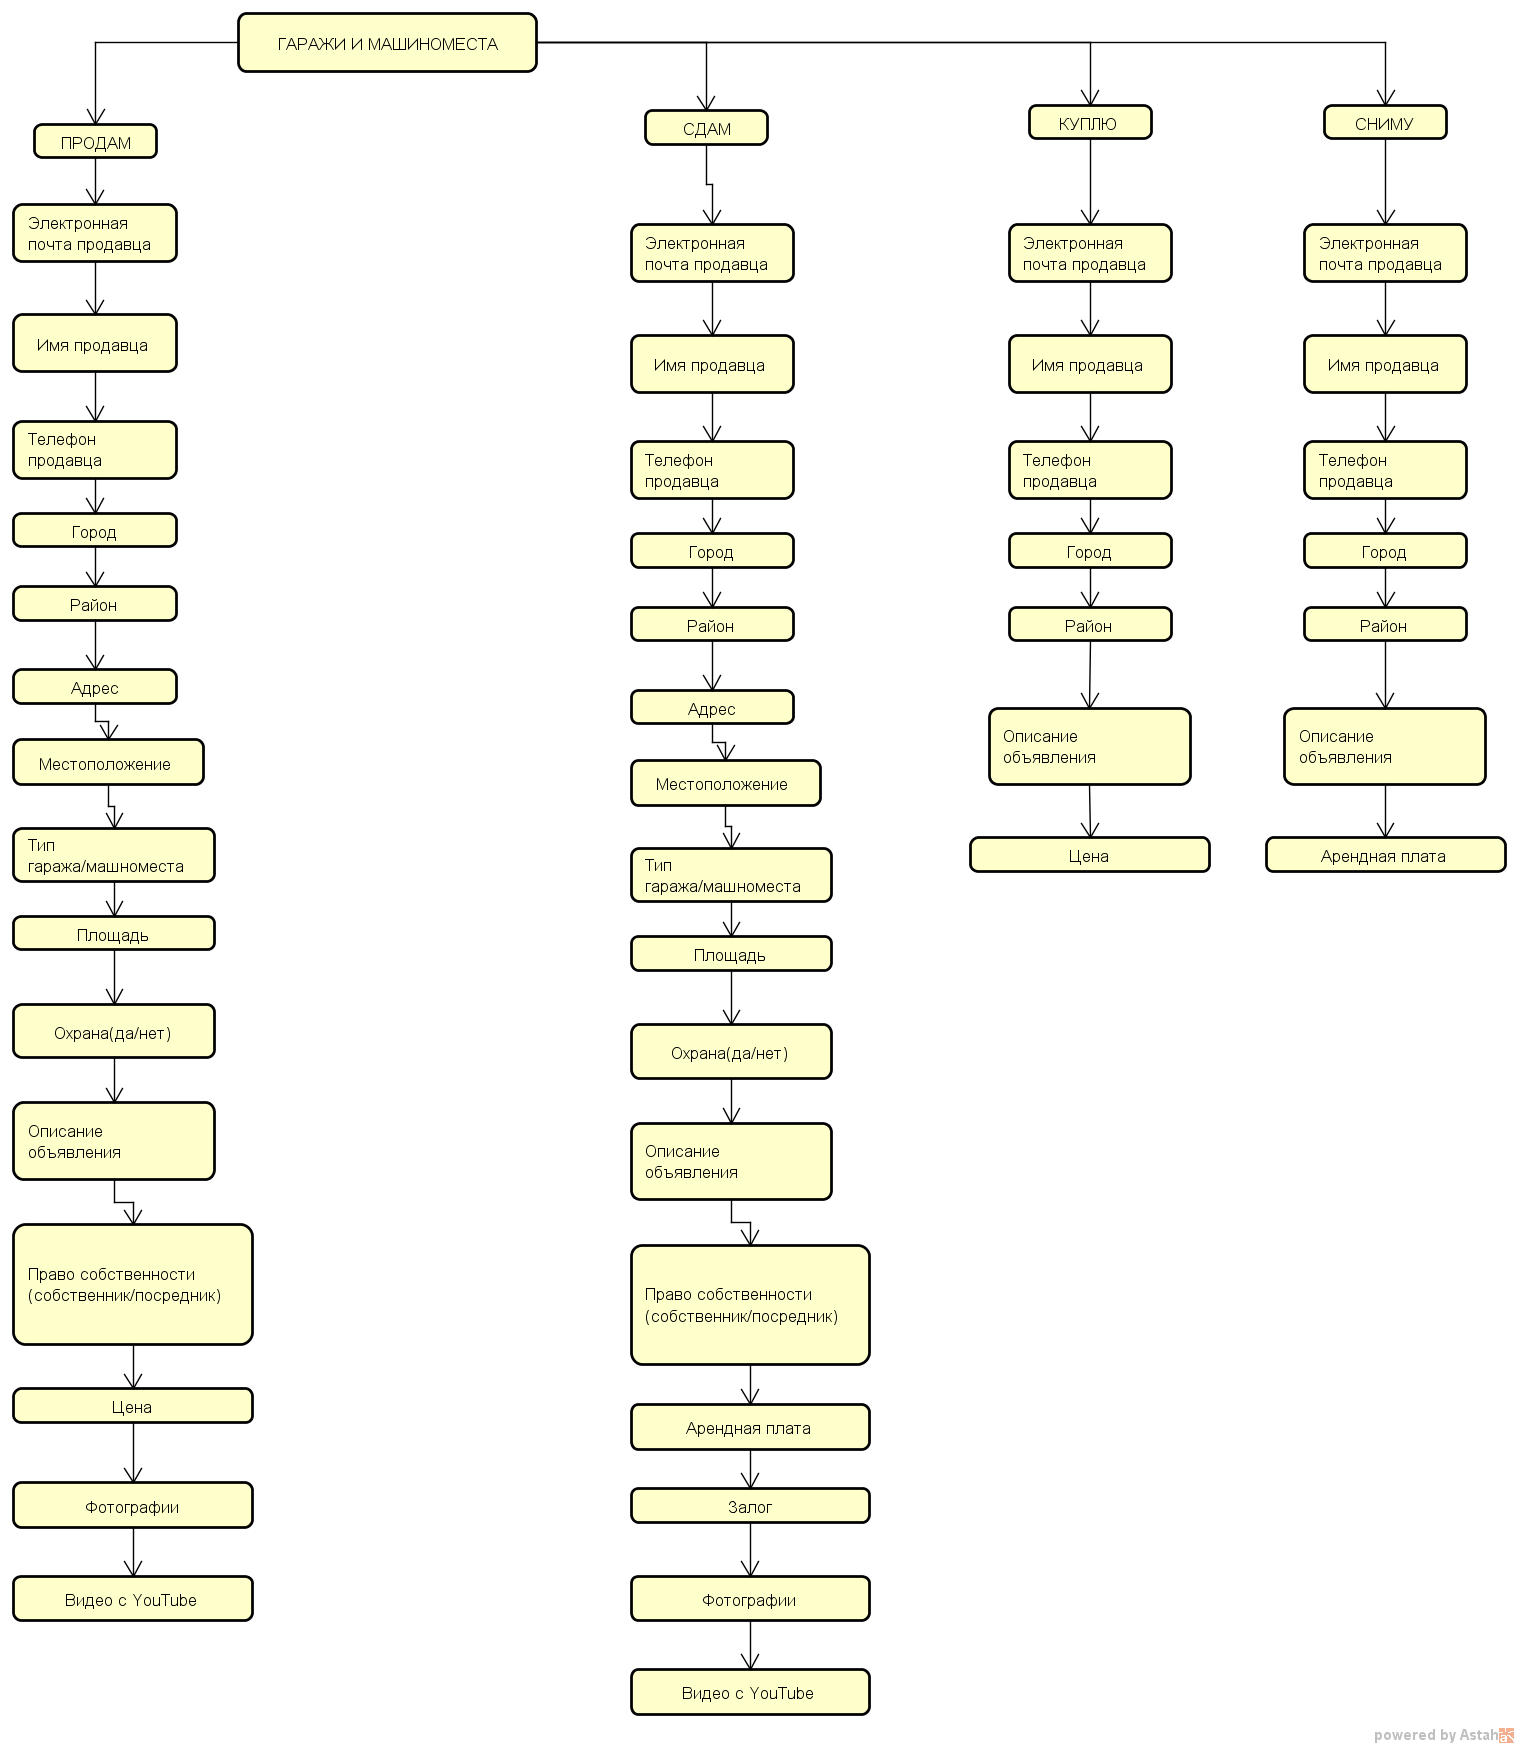 ГАРАЖИ И МАШИНОМЕСТА
ПРОДАМ
Электронная
почта продавца
Имя продавца
Телефон
продавца
Город
Район
Адрес
Местоположение
Тип
гаража/машноместа
Площадь
Охрана(да/нет)
Описание
объявления
Право собственности
(собственник/посредник)
Цена
Фотографии
Видео с YouTube
СДАМ
Электронная
почта продавца
Имя продавца
Телефон
продавца
Город
Район
Адрес
Местоположение
Тип
гаража/машноместа
Площадь
Охрана(да/нет)
Описание
объявления
Право собственности
(собственник/посредник)
Арендная плата
Залог
Фотографии
Видео с YouTube
КУПЛЮ
Электронная
почта продавца
Имя продавца
Телефон
продавца
Город
Район
Описание
объявления
Цена
СНИМУ
Электронная
почта продавца
Имя продавца
Телефон
продавца
Город
Район
Описание
объявления
Арендная плата
powered by Astah